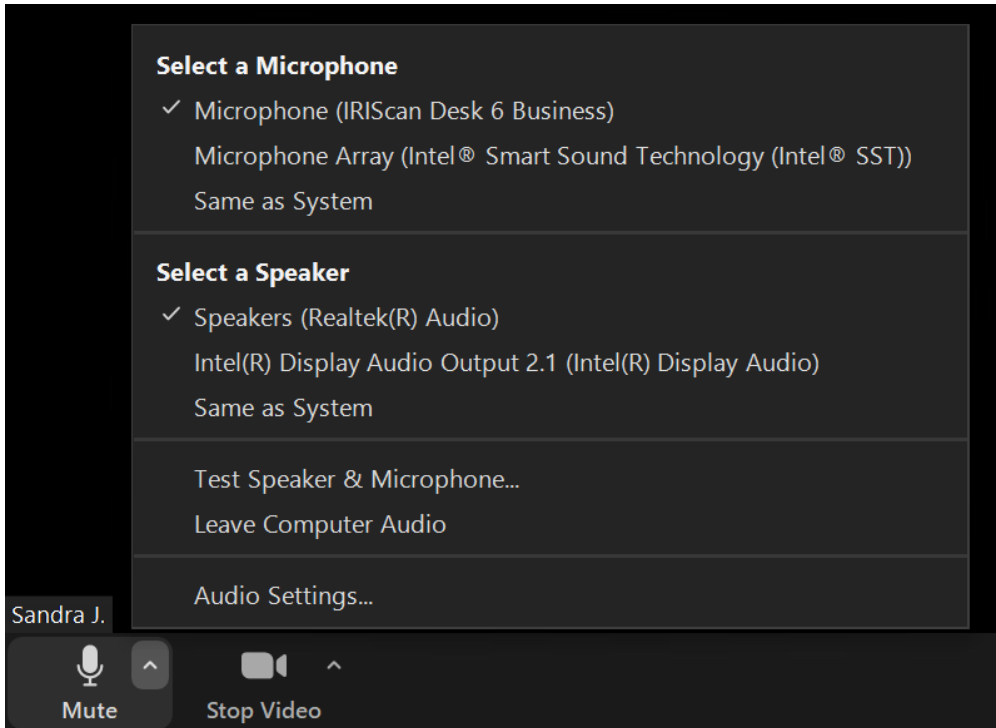 Select a Microphone
✓ Microphone (IRIScan Desk 6 Business)
Microphone Array (Intel® Smart Sound Technology (Intel® SST))
Same as System
Select a Speaker
✓ Speakers (Realtek(R) Audio)
Intel(R) Display Audio Output 2.1 (Intel(R) Display Audio)
Same as System
Test Speaker & Microphone...
Leave Computer Audio
Audio Settings...
Sandra J.
Mute
Stop Video